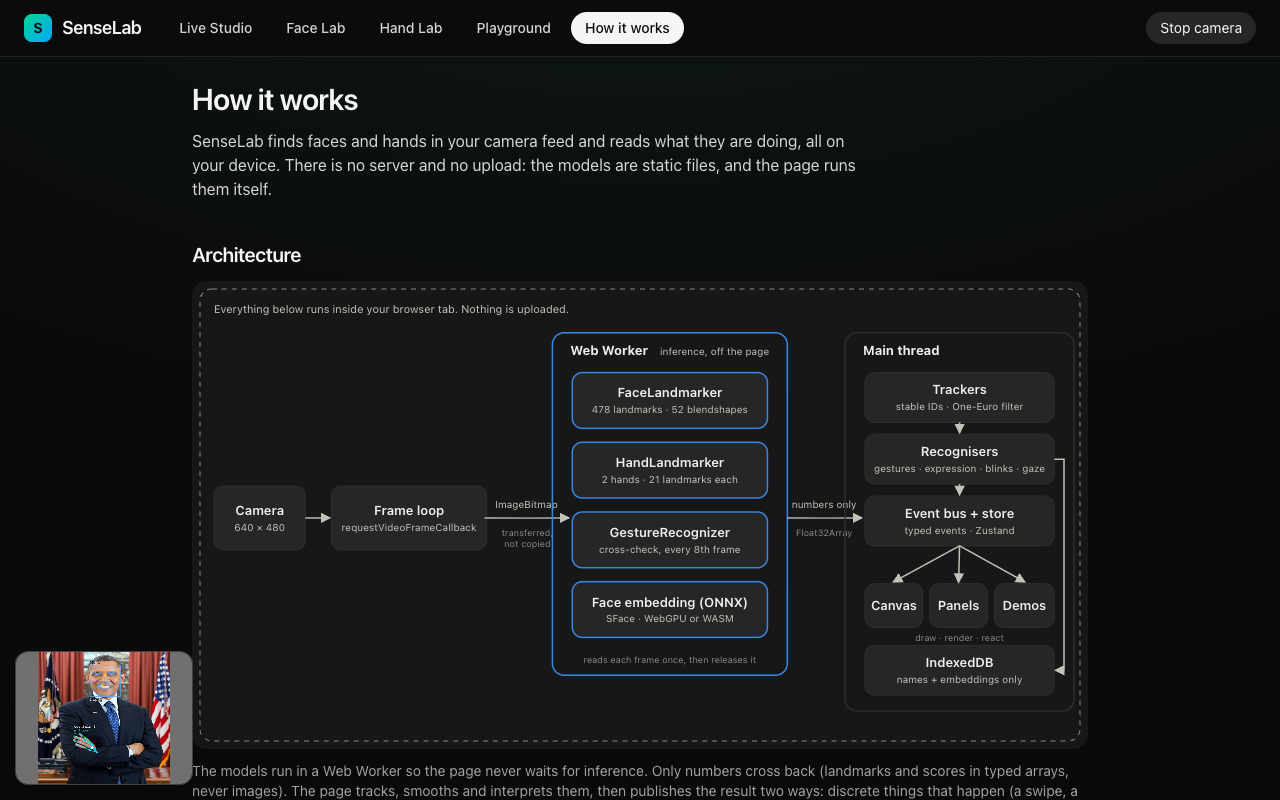 S SenseLab Live Studio Face Lab Hand Lab Playground How it works Stop camera
How it works
SenseLab finds faces and hands in your camera feed and reads what they are doing, all on
your device. There is no server and no upload: the models are static files, and the page runs
them itself.
Architecture
Everything below runs inside your browser tab. Nothing is uploaded.
Camera
640 × 480
Frame loop
requestVideoFrameCallback
ImageBitmap
transferred,
not copied
Web Worker inference, off the page
FaceLandmarker
478 landmarks · 52 blendshapes
HandLandmarker
2 hands · 21 landmarks each
GestureRecognizer
cross-check, every 8th frame
Face embedding (ONNX)
SFace · WebGPU or WASM
reads each frame once, then releases it
numbers only
Float32Array
Main thread
Trackers
stable IDs · One-Euro filter
Recognisers
gestures · expression · blinks · gaze
Event bus + store
typed events · Zustand
Canvas Panels Demos
draw · render · react
IndexedDB
names + embeddings only
The models run in a Web Worker so the page never waits for inference. Only numbers cross back (landmarks and scores in typed arrays,
never images). The page tracks, smooths and interprets them, then publishes the result two ways: discrete things that happen (a swipe, a